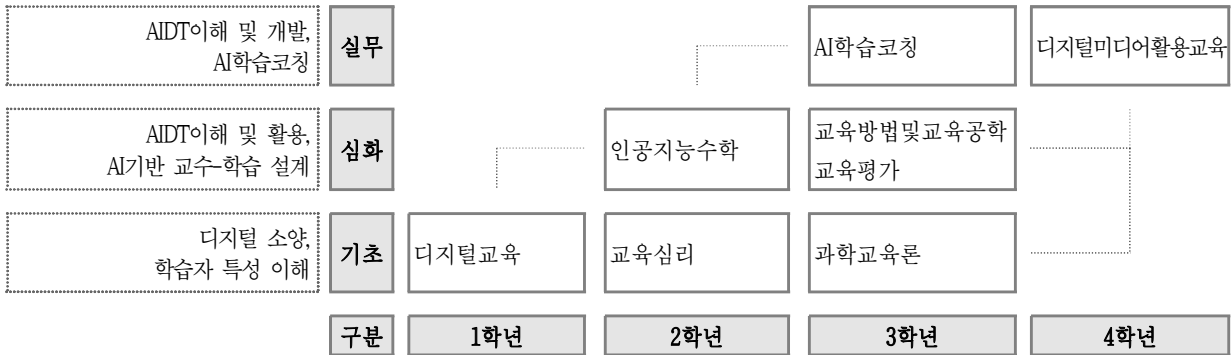 AIDT이해 및 개발,
AI학습코칭
실무
AI학습코칭
디지털미디어활용교육
AIDT이해 및 활용,
AI기반 교수-학습 설계
심화
인공지능수학
교육방법및교육공학
교육평가
디지털 소양,
학습자 특성 이해
기초
디지털교육
교육심리
과학교육론
구분
1학년
2학년
3학년
4학년